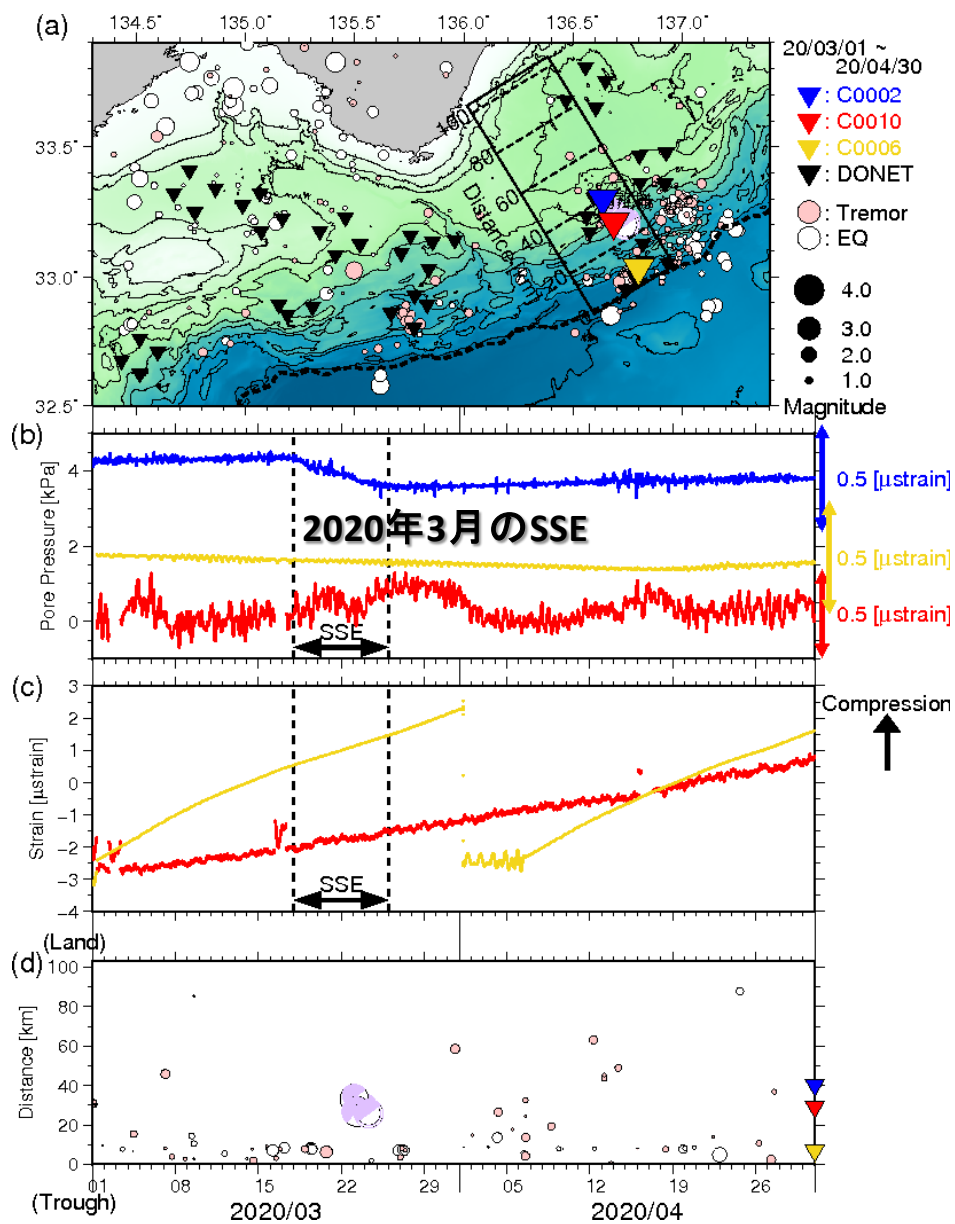 134.5° 135.0° 135.5° 136.0° 136.5° 137.0°
(a)
20/03/01 ~
20/04/30
: C0002
: C0010
: C0006
: DONET
: Tremor
: EQ
4.0
3.0
2.0
1.0
Magnitude
33.5°
33.0°
32.5°
100
80
60
40
20
Distance
(b)
Pore Pressure [kPa]
4
2
0
2020年3月のSSE
SSE
0.5 [μstrain]
0.5 [μstrain]
0.5 [μstrain]
(c)
Strain [μstrain]
3
2
1
0
−1
−2
−3
−4
SSE
Compression
(Land)
(d)
Distance [km]
100
80
60
40
20
0
(Trough)
01 08 15 22 29 05 12 19 26
2020/03 2020/04